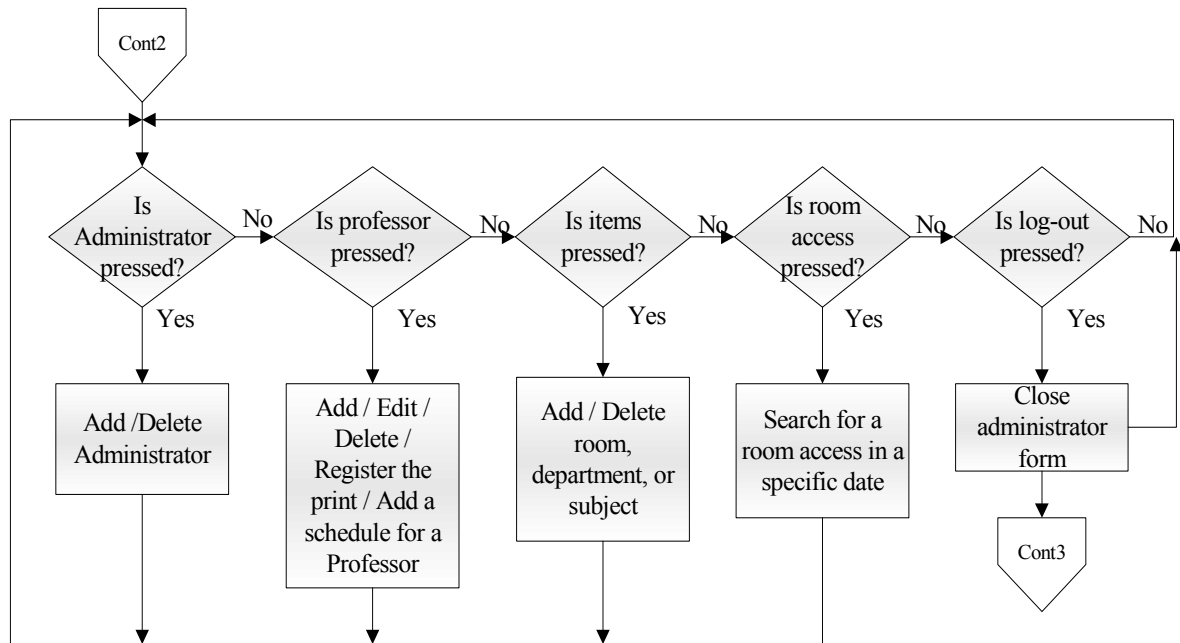 Cont2
Is
Administrator
pressed?
No
Is professor
pressed?
No
Is items
pressed?
No
Is room
access
pressed?
No
Is log-out
pressed?
No
Yes
Yes
Yes
Yes
Yes
Add /Delete
Administrator
Add / Edit /
Delete /
Register the
print / Add a
schedule for a
Professor
Add / Delete
room,
department, or
subject
Search for a
room access in a
specific date
Close
administrator
form
Cont3